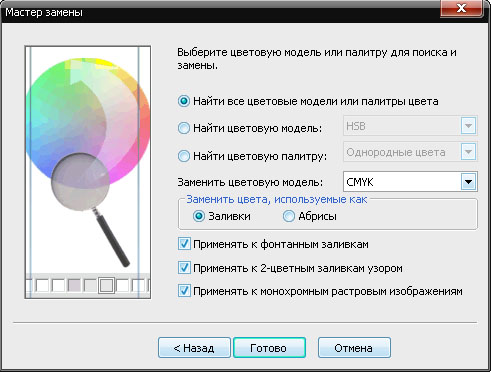 Мастер замены
Выберите цветовую модель или палитру для поиска и
замены.
Найти все цветовые модели или палитры цвета
Найти цветовую модель: HSB
Найти цветовую палитру: Однородные цвета
Заменить цветовую модель: CMYK
Заменить цвета, используемые как
Заливки Абрисы
Применять к фонтанным заливкам
Применять к 2-цветным заливкам узором
Применять к монохромным растровым изображениям
< Назад Готово Отмена